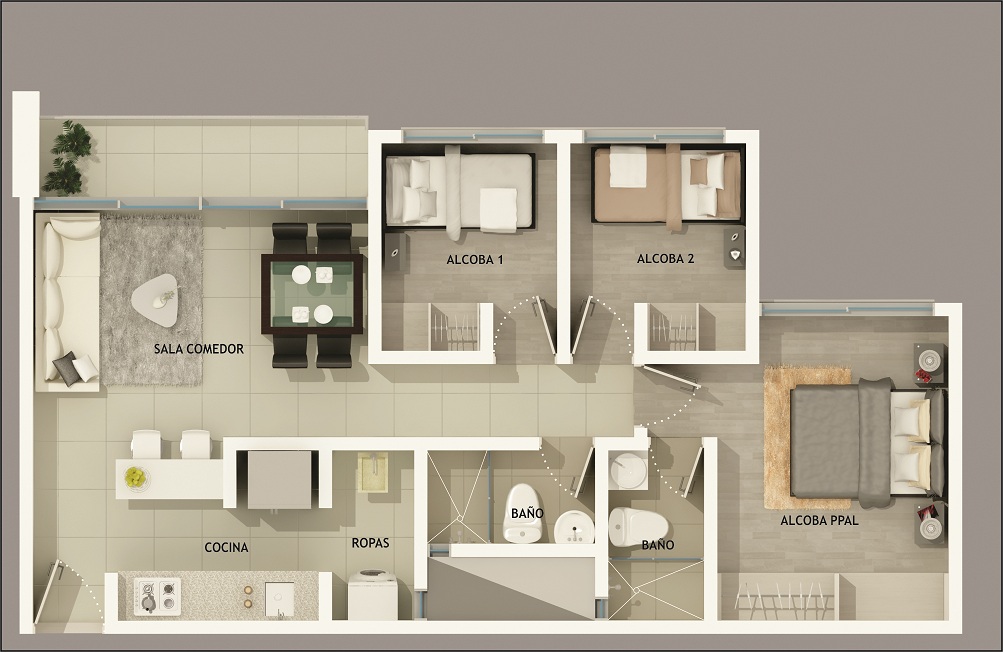 ALCOBA 1
ALCOBA 2
SALA COMEDOR
BAÑO
ALCOBA PPAL
COCINA
ROPAS
BAÑO